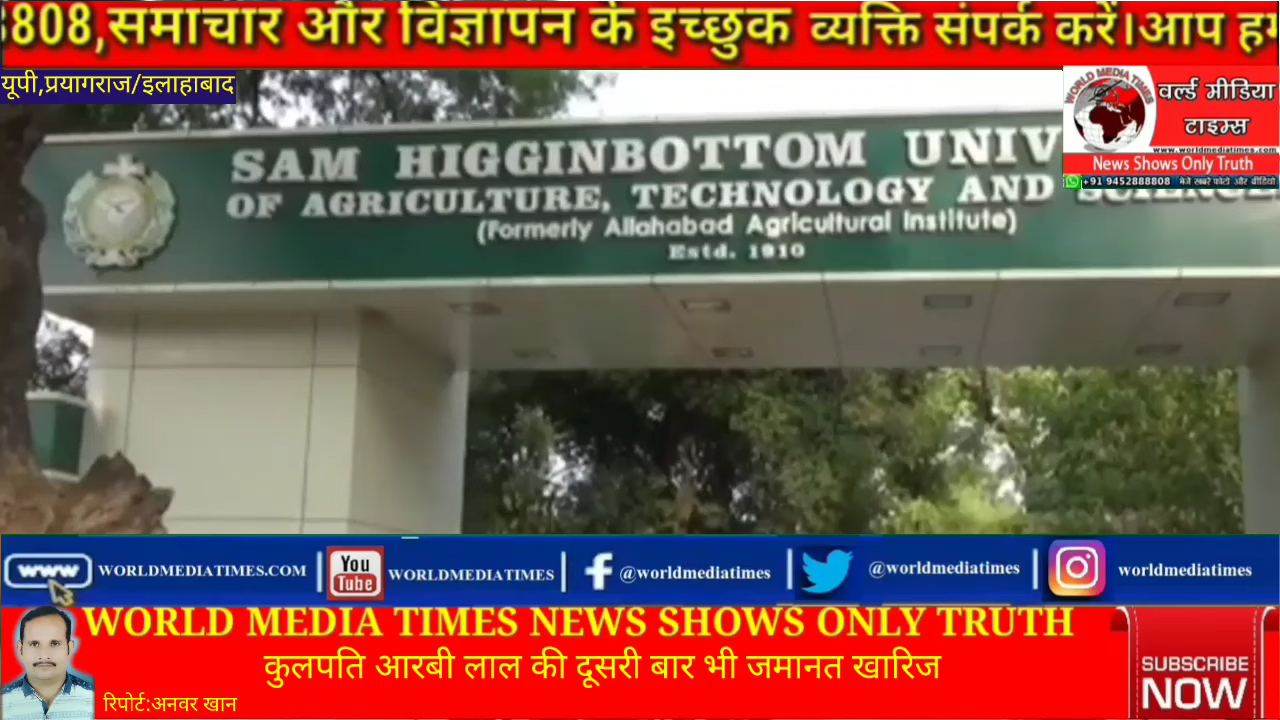 808,समाचार और विज्ञापन के इच्छुक व्यक्ति संपर्क करें।आप
यूपी,प्रयागराज/इलाहाबाद
WORLD MEDIA TIMES
वर्ल्ड मीडिया
टाइम्स
www.worldmediatimes.com
News Shows Only Truth
+91 9452888808 भेजे खबरें फोटो और वीडियो
SAM HIGGINBOTTOM UNIV
OF AGRICULTURE, TECHNOLOGY AND
(Formerly Allahabad Agricultural Institute)
Estd. 1910
www WORLDMEDIATIMES.COM
You Tube WORLDMEDIATIMES
@worldmediatimes
@worldmediatimes
worldmediatimes
WORLD MEDIA TIMES NEWS SHOWS ONLY TRUTH
कुलपति आरबी लाल की दूसरी बार भी जमानत खारिज
रिपोर्ट:अनवर खान
SUBSCRIBE
NOW